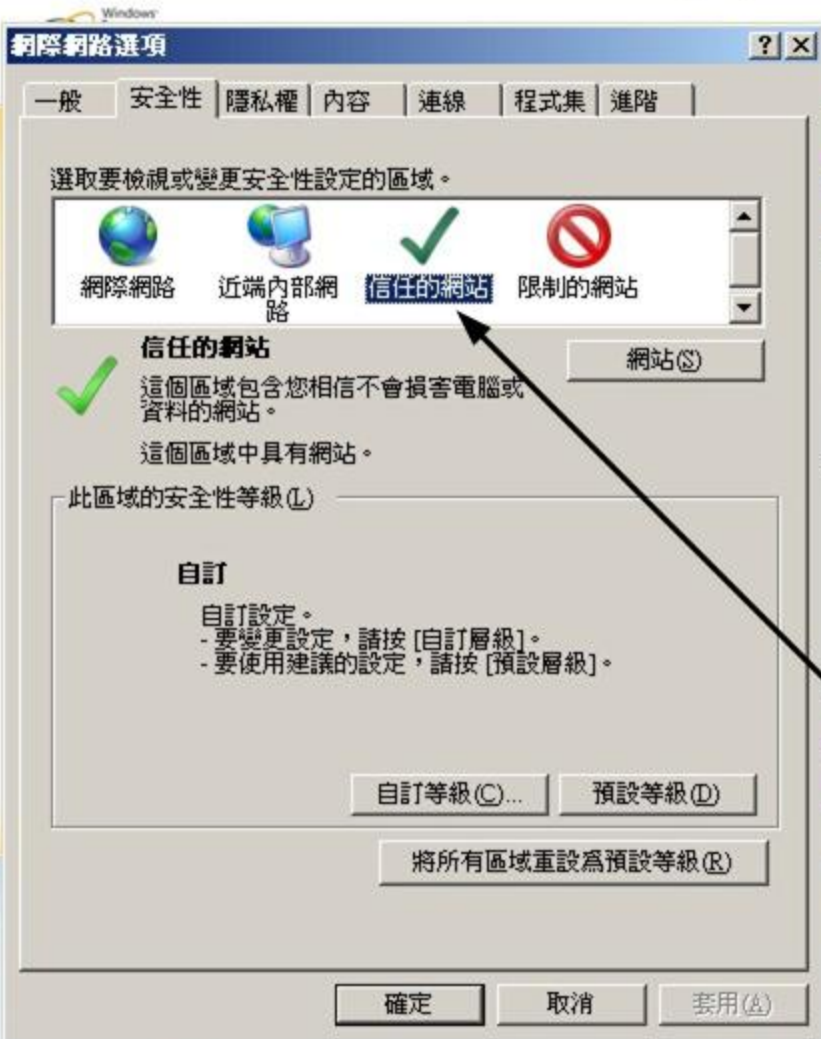 Windows
網際網路選項
一般 安全性 隱私權 內容 連線 程式集 進階
選取要檢視或變更安全性設定的區域。
網際網路 近端內部網路 信任的網站 限制的網站
信任的網站
網站(S)
這個區域包含您相信不會損害電腦或
資料的網站。
這個區域中具有網站。
此區域的安全性等級(L)
自訂
自訂設定。
- 要變更設定，請按 [自訂層級]。
- 要使用建議的設定，請按 [預設層級]。
自訂等級(C)... 預設等級(D)
將所有區域重設為預設等級(R)
確定 取消 套用(A)